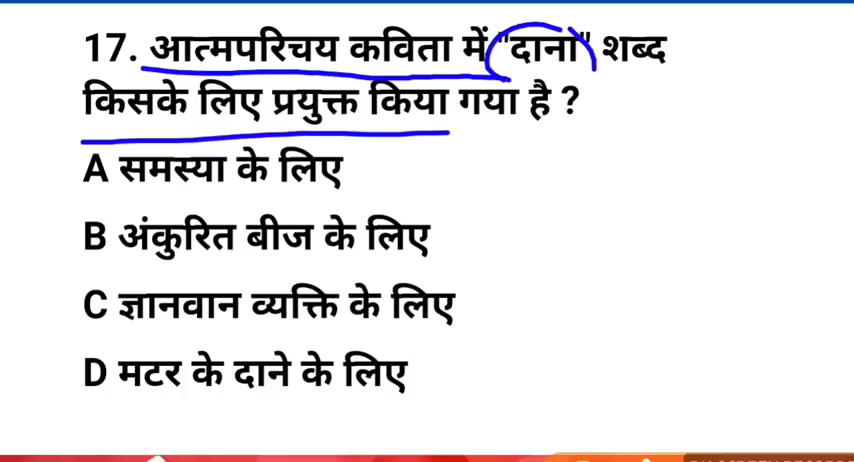 17. आत्मपरिचय कविता में "दाना" शब्द
किसके लिए प्रयुक्त किया गया है ?
A समस्या के लिए
B अंकुरित बीज के लिए
C ज्ञानवान व्यक्ति के लिए
D मटर के दाने के लिए